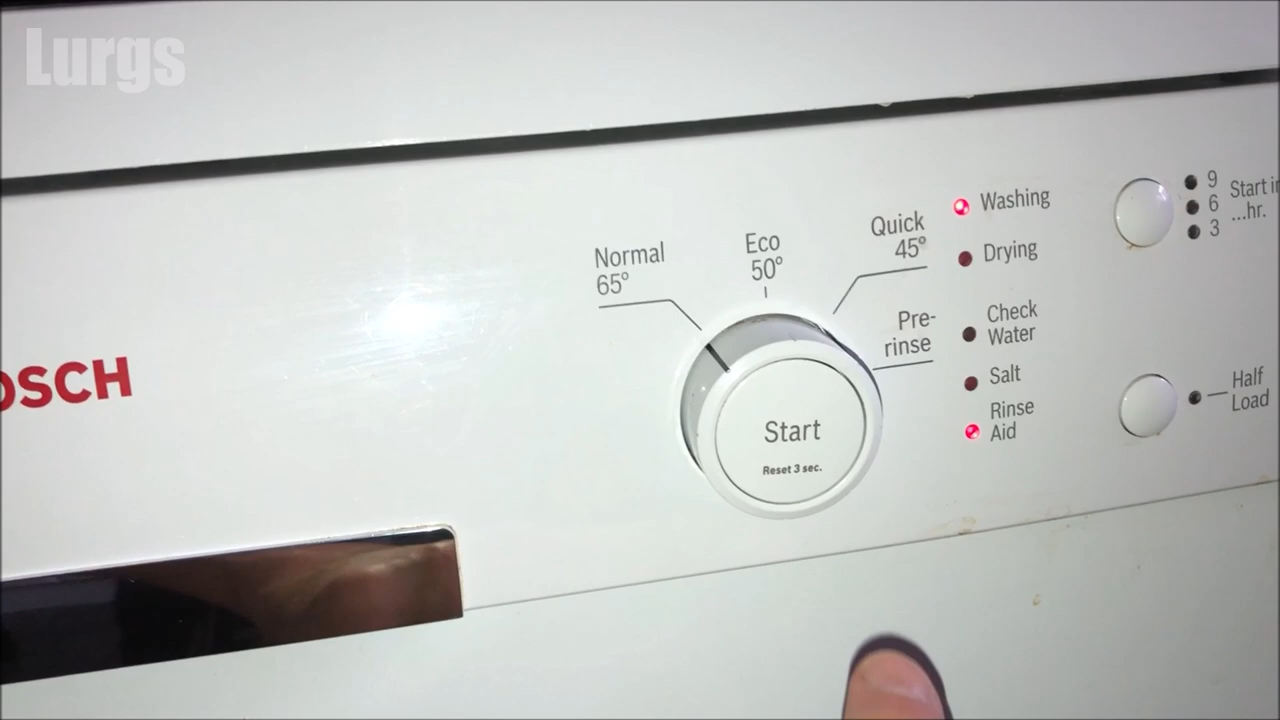 Lurgs
OSCH
Normal
65°
Eco
50°
Quick
45°
Pre-
rinse
Start
Reset 3 sec.
Washing
Drying
Check
Water
Salt
Rinse
Aid
9
6
3
Start i
...hr.
Half
Load